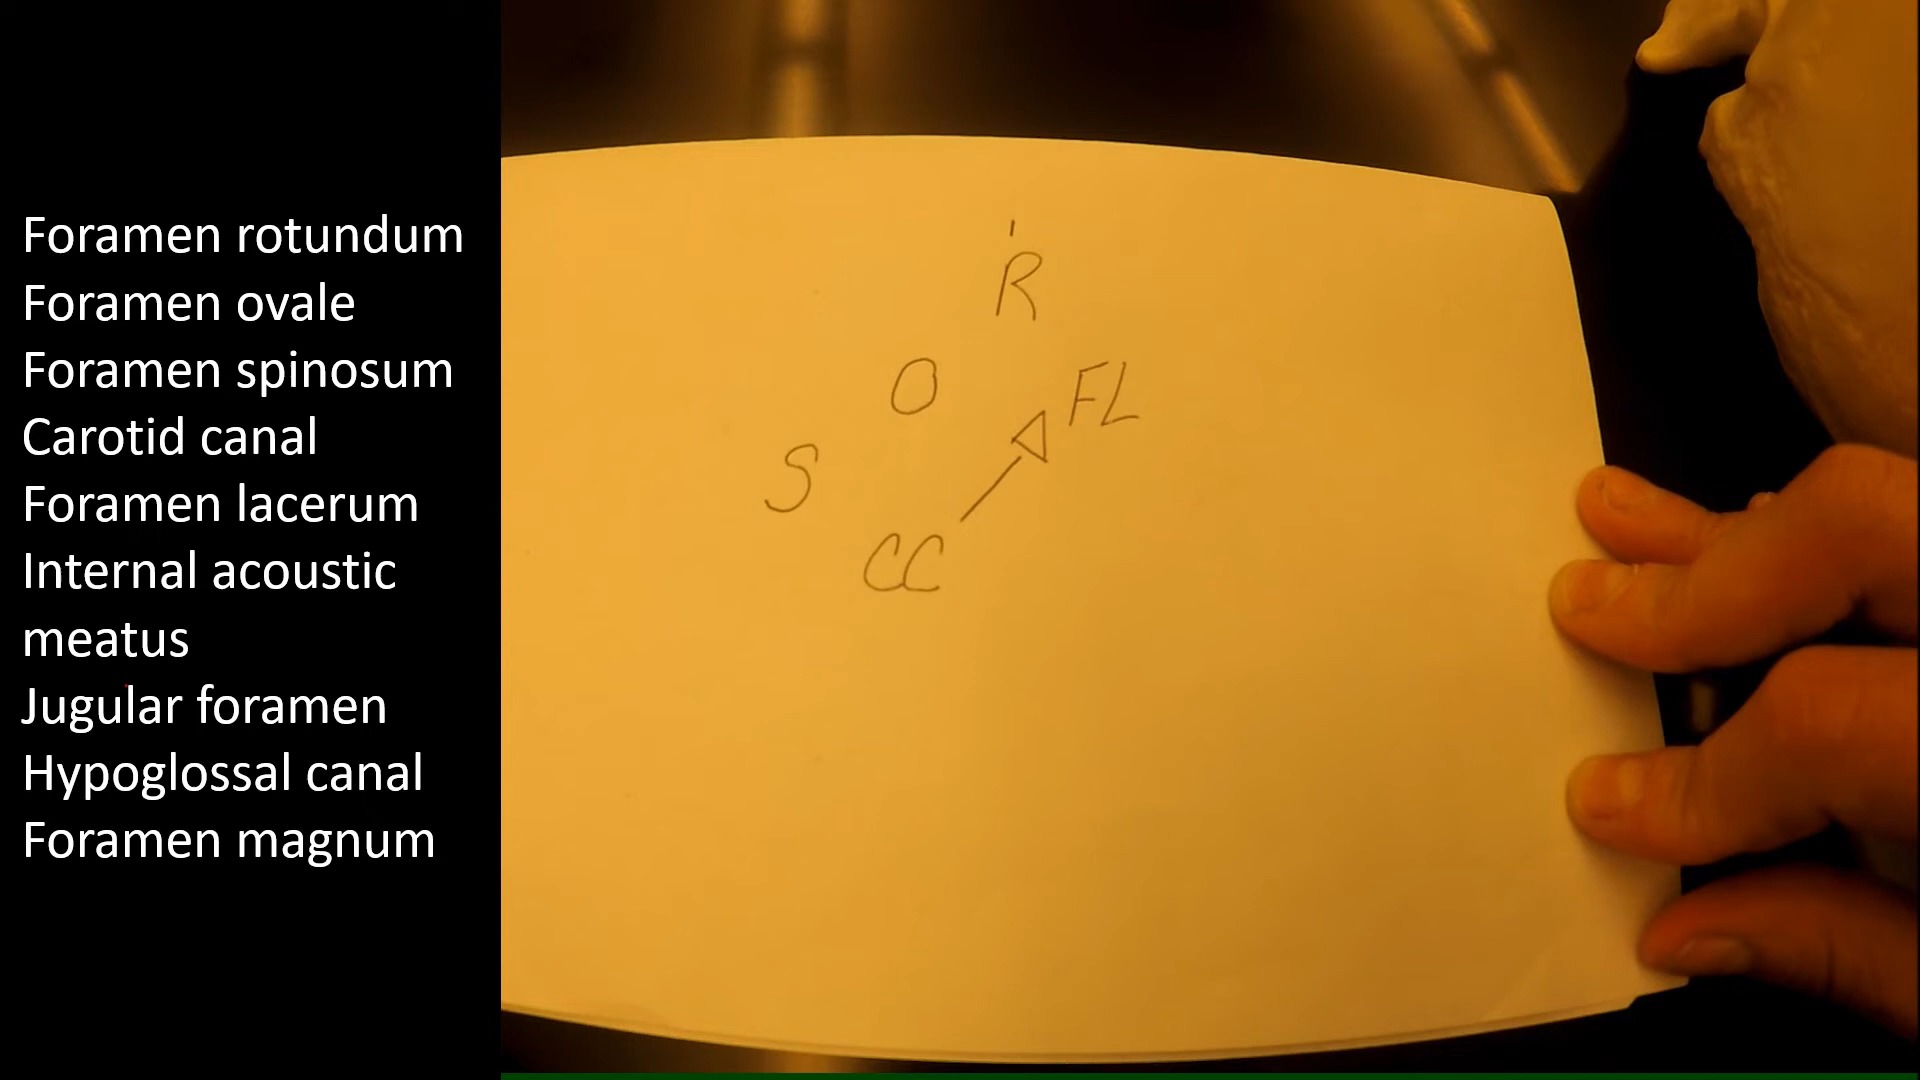 Foramen rotundum
Foramen ovale
Foramen spinosum
Carotid canal
Foramen lacerum
Internal acoustic
meatus
Jugular foramen
Hypoglossal canal
Foramen magnum
R
O
FL
S
CC